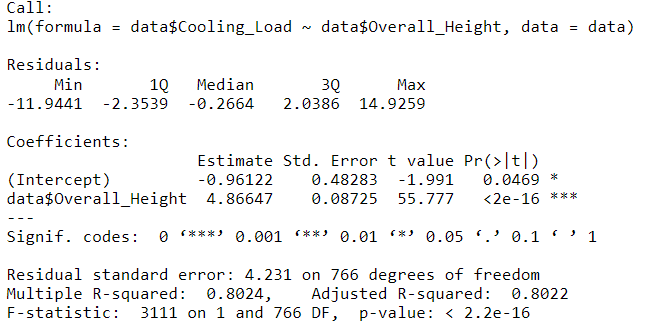 Call:
lm(formula = data$Cooling_Load ~ data$Overall_Height, data = data)
Residuals:
Min 1Q Median 3Q Max
-11.9441 -2.3539 -0.2664 2.0386 14.9259
Coefficients:
Estimate Std. Error t value Pr(>|t|)
(Intercept) -0.96122 0.48283 -1.991 0.0469 *
data$Overall_Height 4.86647 0.08725 55.777 <2e-16 ***
---
Signif. codes: 0 ‘***’ 0.001 ‘**’ 0.01 ‘*’ 0.05 ‘.’ 0.1 ‘ ’ 1
Residual standard error: 4.231 on 766 degrees of freedom
Multiple R-squared: 0.8024, Adjusted R-squared: 0.8022
F-statistic: 3111 on 1 and 766 DF, p-value: < 2.2e-16